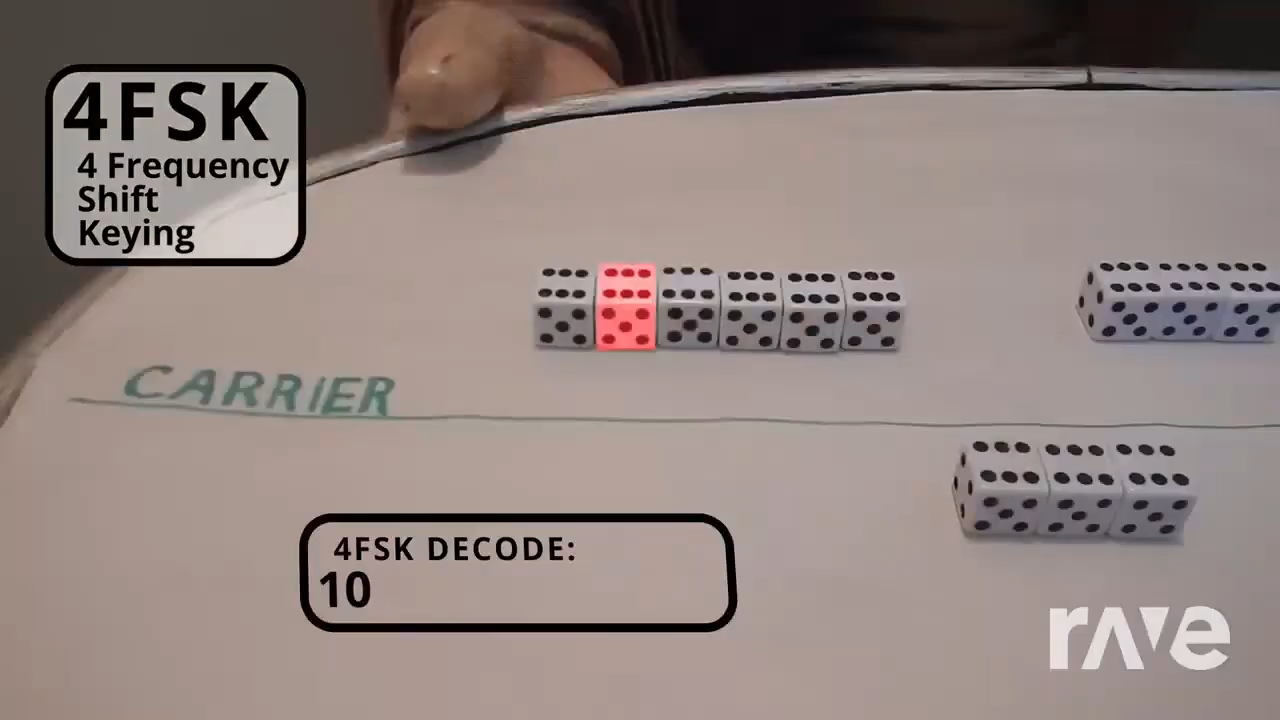 4FSK
4 Frequency
Shift
Keying
CARRIER
4FSK DECODE:
10
rave